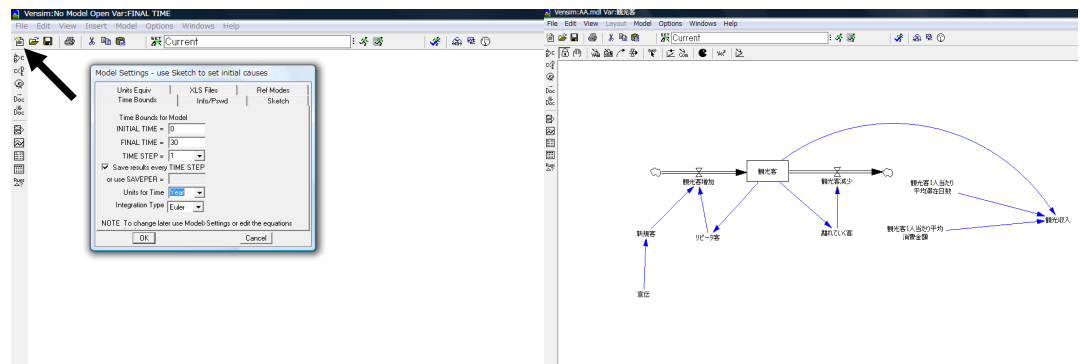 Vensim:No Model Open Var:FINAL TIME
File Edit View Insert Model Options Windows Help
Current
Doc
Model Settings - use Sketch to set initial causes
Units Equiv XLS Files Ref Modes
Time Bounds Info/Pswd Sketch
Time Bounds for Model
INITIAL TIME = 0
FINAL TIME = 30
TIME STEP = 1
Save results every TIME STEP
or use SAVEPER =
Units for Time Year
Integration Type Euler
NOTE To change later use Model>Settings or edit the equations
OK Cancel
Vensim:AA.mdl Var:観光客
File Edit View Layout Model Options Windows Help
Current
Doc
観光客増加
観光客
観光客減少
観光客1人当たり
平均滞在日数
観光収入
新規客
リピータ客
離れていく客
観光客1人当たり平均
消費金額
宣伝